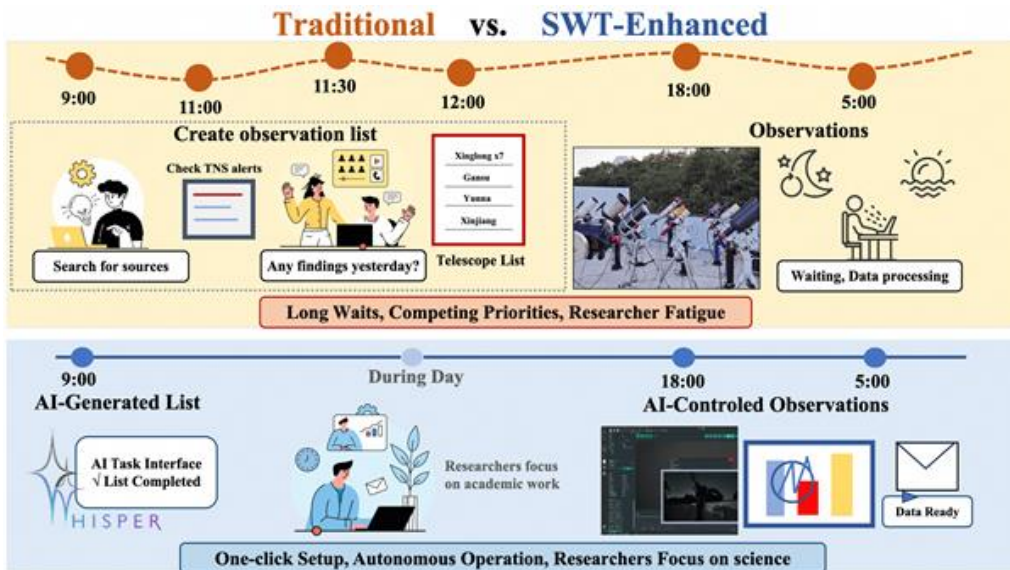 Traditional vs. SWT-Enhanced
9:00
11:00
11:30
12:00
18:00
5:00
Create observation list
Observations
Check TNS alerts
Search for sources
Any findings yesterday?
Xinglong x7
Gansu
Yunna
Xinjiang
Telescope List
Waiting, Data processing
Long Waits, Competing Priorities, Researcher Fatigue
9:00
During Day
18:00
5:00
AI-Generated List
AI-Controled Observations
AI Task Interface
√ List Completed
WHISPER
Researchers focus
on academic work
Data Ready
One-click Setup, Autonomous Operation, Researchers Focus on science